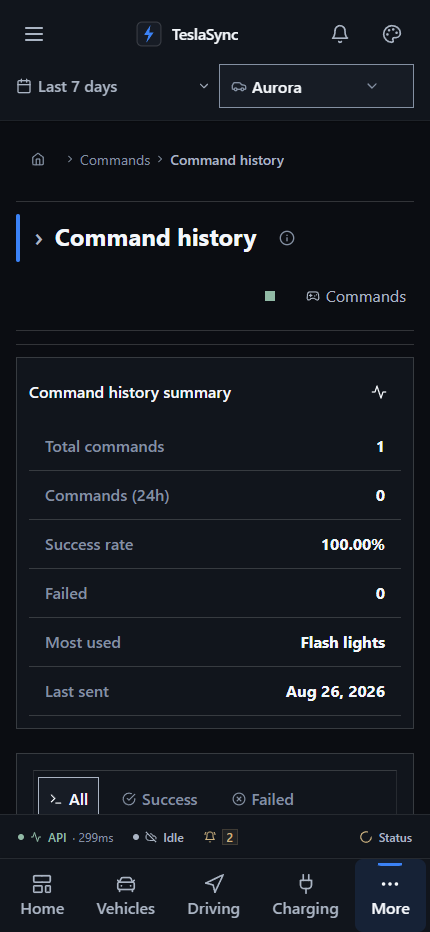 TeslaSync
Last 7 days
Aurora
Commands
Command history
Command history
Commands
Command history summary
Total commands 1
Commands (24h) 0
Success rate 100.00%
Failed 0
Most used Flash lights
Last sent Aug 26, 2026
All Success Failed
API · 299ms Idle 2 Status
Home Vehicles Driving Charging More